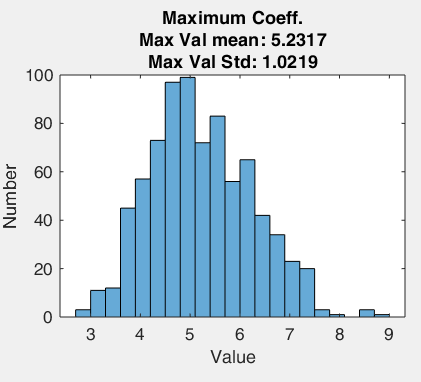 Maximum Coeff.
Max Val mean: 5.2317
Max Val Std: 1.0219
100
80
60
40
20
0
Number
3 4 5 6 7 8 9
Value